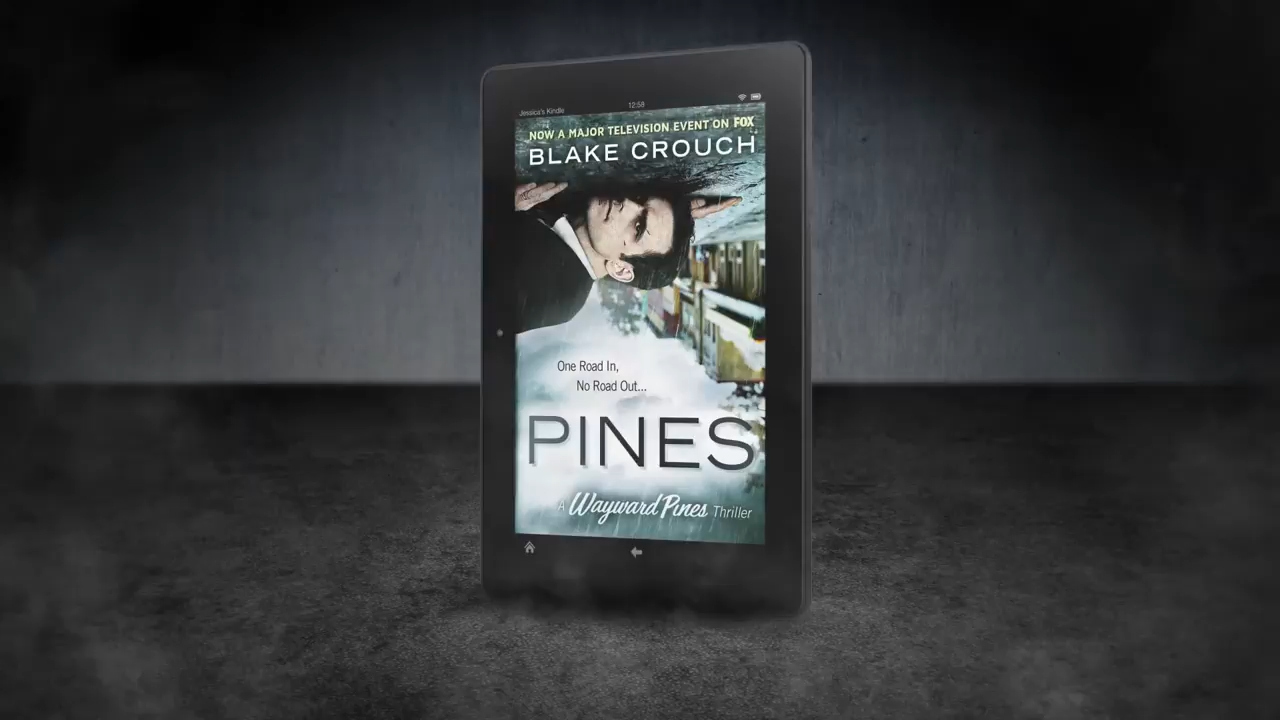 Jessica's Kindle 12:58
NOW A MAJOR TELEVISION EVENT ON FOX
BLAKE CROUCH
One Road In,
No Road Out...
PINES
A Wayward Pines Thriller